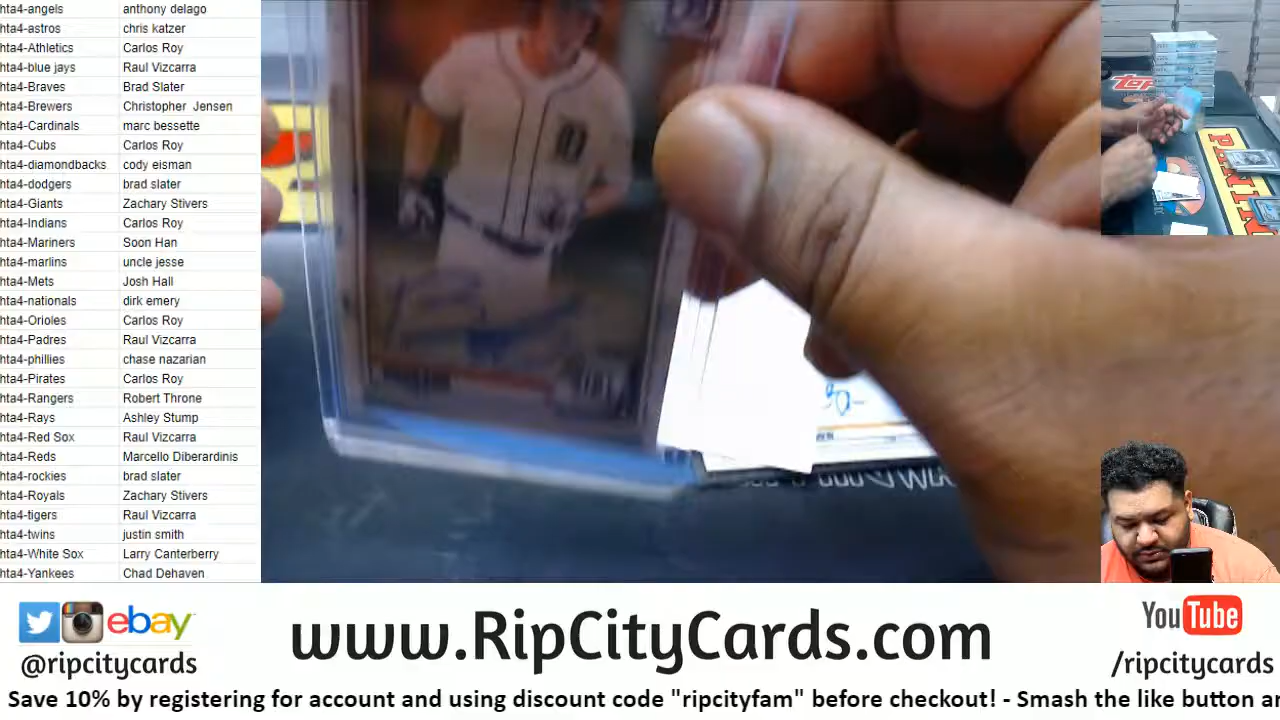 hta4-angels anthony delago
hta4-astros chris katzer
hta4-Athletics Carlos Roy
hta4-blue jays Raul Vizcarra
hta4-Braves Brad Slater
hta4-Brewers Christopher Jensen
hta4-Cardinals marc bessette
hta4-Cubs Carlos Roy
hta4-diamondbacks cody eisman
hta4-dodgers brad slater
hta4-Giants Zachary Stivers
hta4-Indians Carlos Roy
hta4-Mariners Soon Han
hta4-marlins uncle jesse
hta4-Mets Josh Hall
hta4-nationals dirk emery
hta4-Orioles Carlos Roy
hta4-Padres Raul Vizcarra
hta4-phillies chase nazarian
hta4-Pirates Carlos Roy
hta4-Rangers Robert Throne
hta4-Rays Ashley Stump
hta4-Red Sox Raul Vizcarra
hta4-Reds Marcello Diberardinis
hta4-rockies brad slater
hta4-Royals Zachary Stivers
hta4-tigers Raul Vizcarra
hta4-twins justin smith
hta4-White Sox Larry Canterberry
hta4-Yankees Chad Dehaven
PANINI
ebay
@ripcitycards
www.RipCityCards.com
YouTube
/ripcitycards
Save 10% by registering for account and using discount code "ripcityfam" before checkout! - Smash the like button